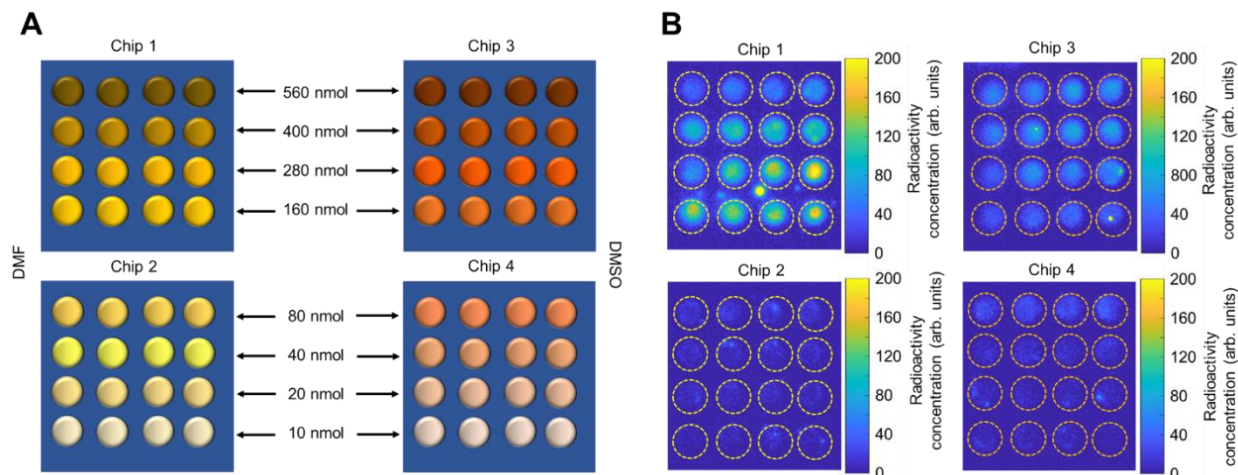 A
Chip 1
Chip 3
560 nmol
400 nmol
280 nmol
160 nmol
DMF
DMSO
Chip 2
Chip 4
80 nmol
40 nmol
20 nmol
10 nmol
B
Chip 1
200
160
120
80
40
0
Radioactivity
concentration (arb. units)
Chip 3
200
160
120
800
40
0
Radioactivity
concentration (arb. units)
Chip 2
200
160
120
80
40
0
Radioactivity
concentration (arb. units)
Chip 4
200
160
120
80
40
0
Radioactivity
concentration (arb. units)